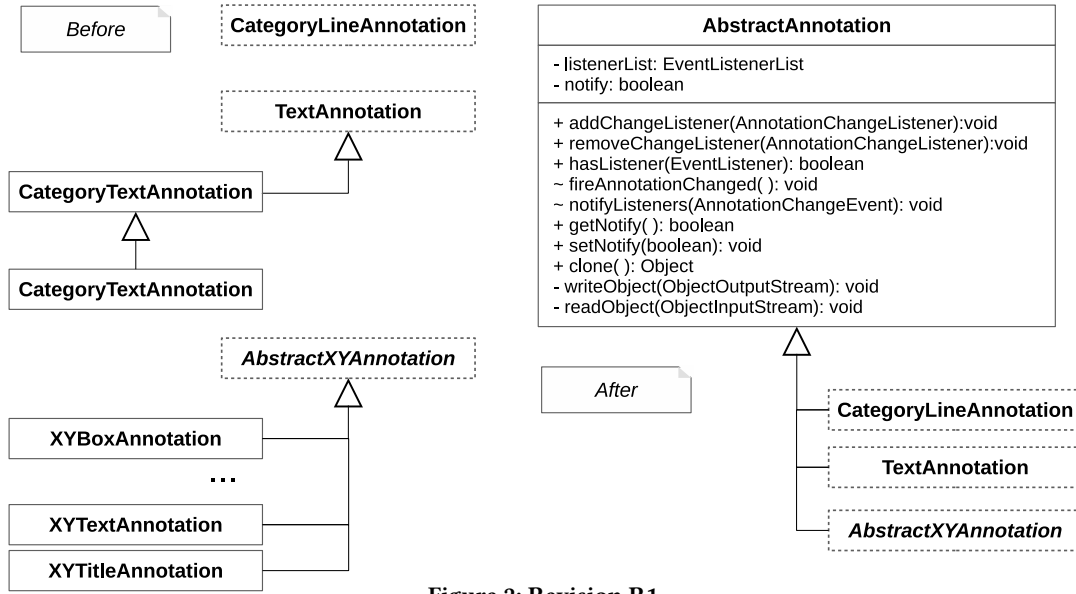 Before
CategoryLineAnnotation
TextAnnotation
CategoryTextAnnotation
CategoryTextAnnotation
AbstractXYAnnotation
XYBoxAnnotation
...
XYTextAnnotation
XYTitleAnnotation
AbstractAnnotation
- listenerList: EventListenerList
- notify: boolean
+ addChangeListener(AnnotationChangeListener):void
+ removeChangeListener(AnnotationChangeListener):void
+ hasListener(EventListener): boolean
~ fireAnnotationChanged( ): void
~ notifyListeners(AnnotationChangeEvent): void
+ getNotify( ): boolean
+ setNotify(boolean): void
+ clone( ): Object
- writeObject(ObjectOutputStream): void
- readObject(ObjectInputStream): void
After
CategoryLineAnnotation
TextAnnotation
AbstractXYAnnotation
Revision